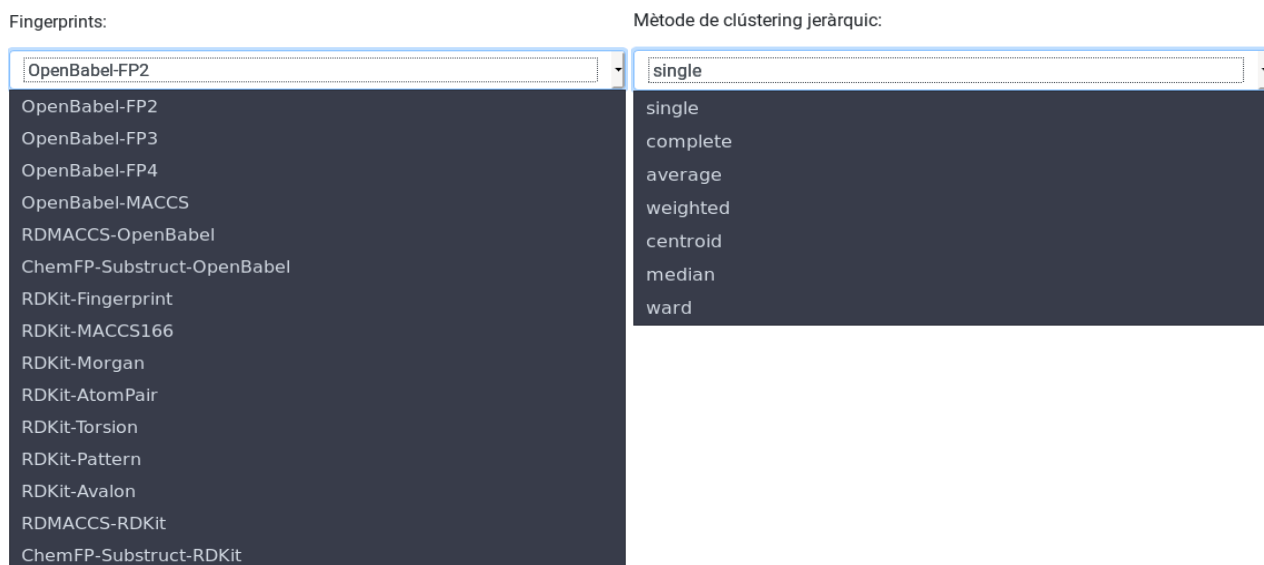 Fingerprints:
OpenBabel-FP2
OpenBabel-FP2
OpenBabel-FP3
OpenBabel-FP4
OpenBabel-MACCS
RDMACCS-OpenBabel
ChemFP-Substruct-OpenBabel
RDKit-Fingerprint
RDKit-MACCS166
RDKit-Morgan
RDKit-AtomPair
RDKit-Torsion
RDKit-Pattern
RDKit-Avalon
RDMACCS-RDKit
ChemFP-Substruct-RDKit
Mètode de clústering jeràrquic:
single
single
complete
average
weighted
centroid
median
ward